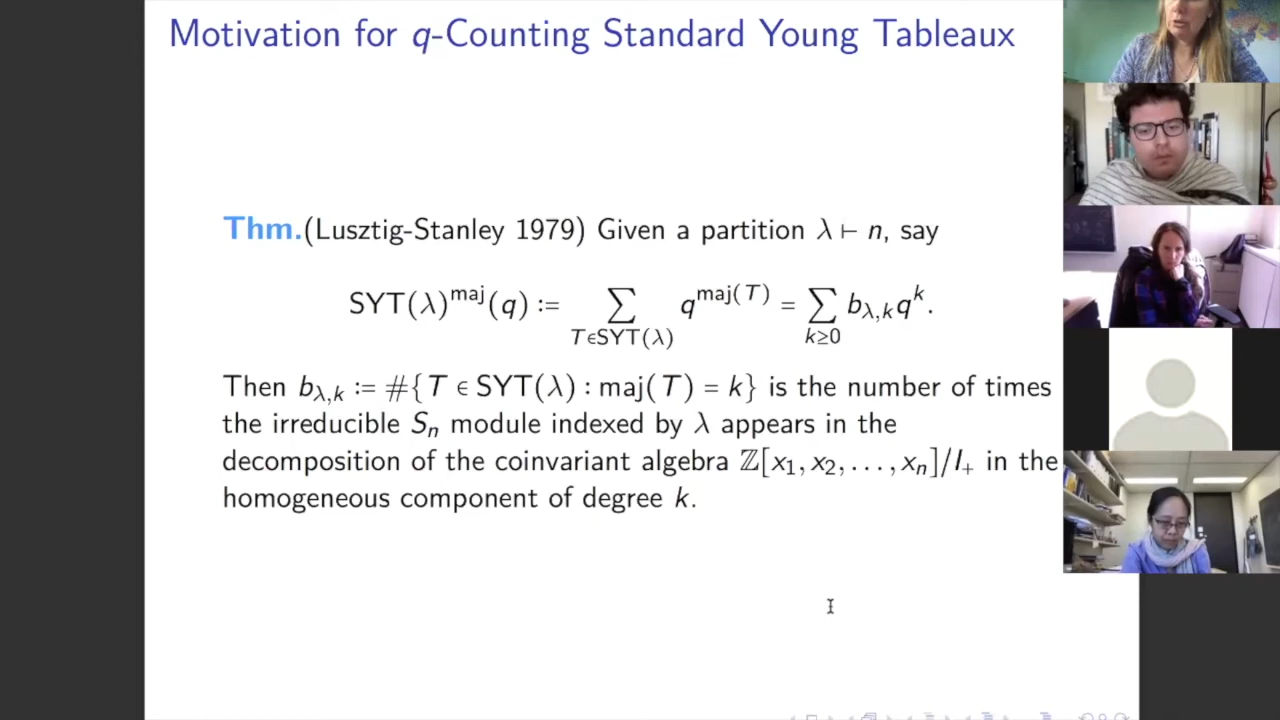 Motivation for q-Counting Standard Young Tableaux
Thm.(Lusztig-Stanley 1979) Given a partition λ ⊢ n, say
SYT(λ)^maj(q) := ∑_{T∈SYT(λ)} q^{maj(T)} = ∑_{k≥0} b_{λ,k}q^k.
Then b_{λ,k} := #{T ∈ SYT(λ) : maj(T) = k} is the number of times
the irreducible S_n module indexed by λ appears in the
decomposition of the coinvariant algebra ℤ[x_1, x_2, . . . , x_n]/I_+ in the
homogeneous component of degree k.